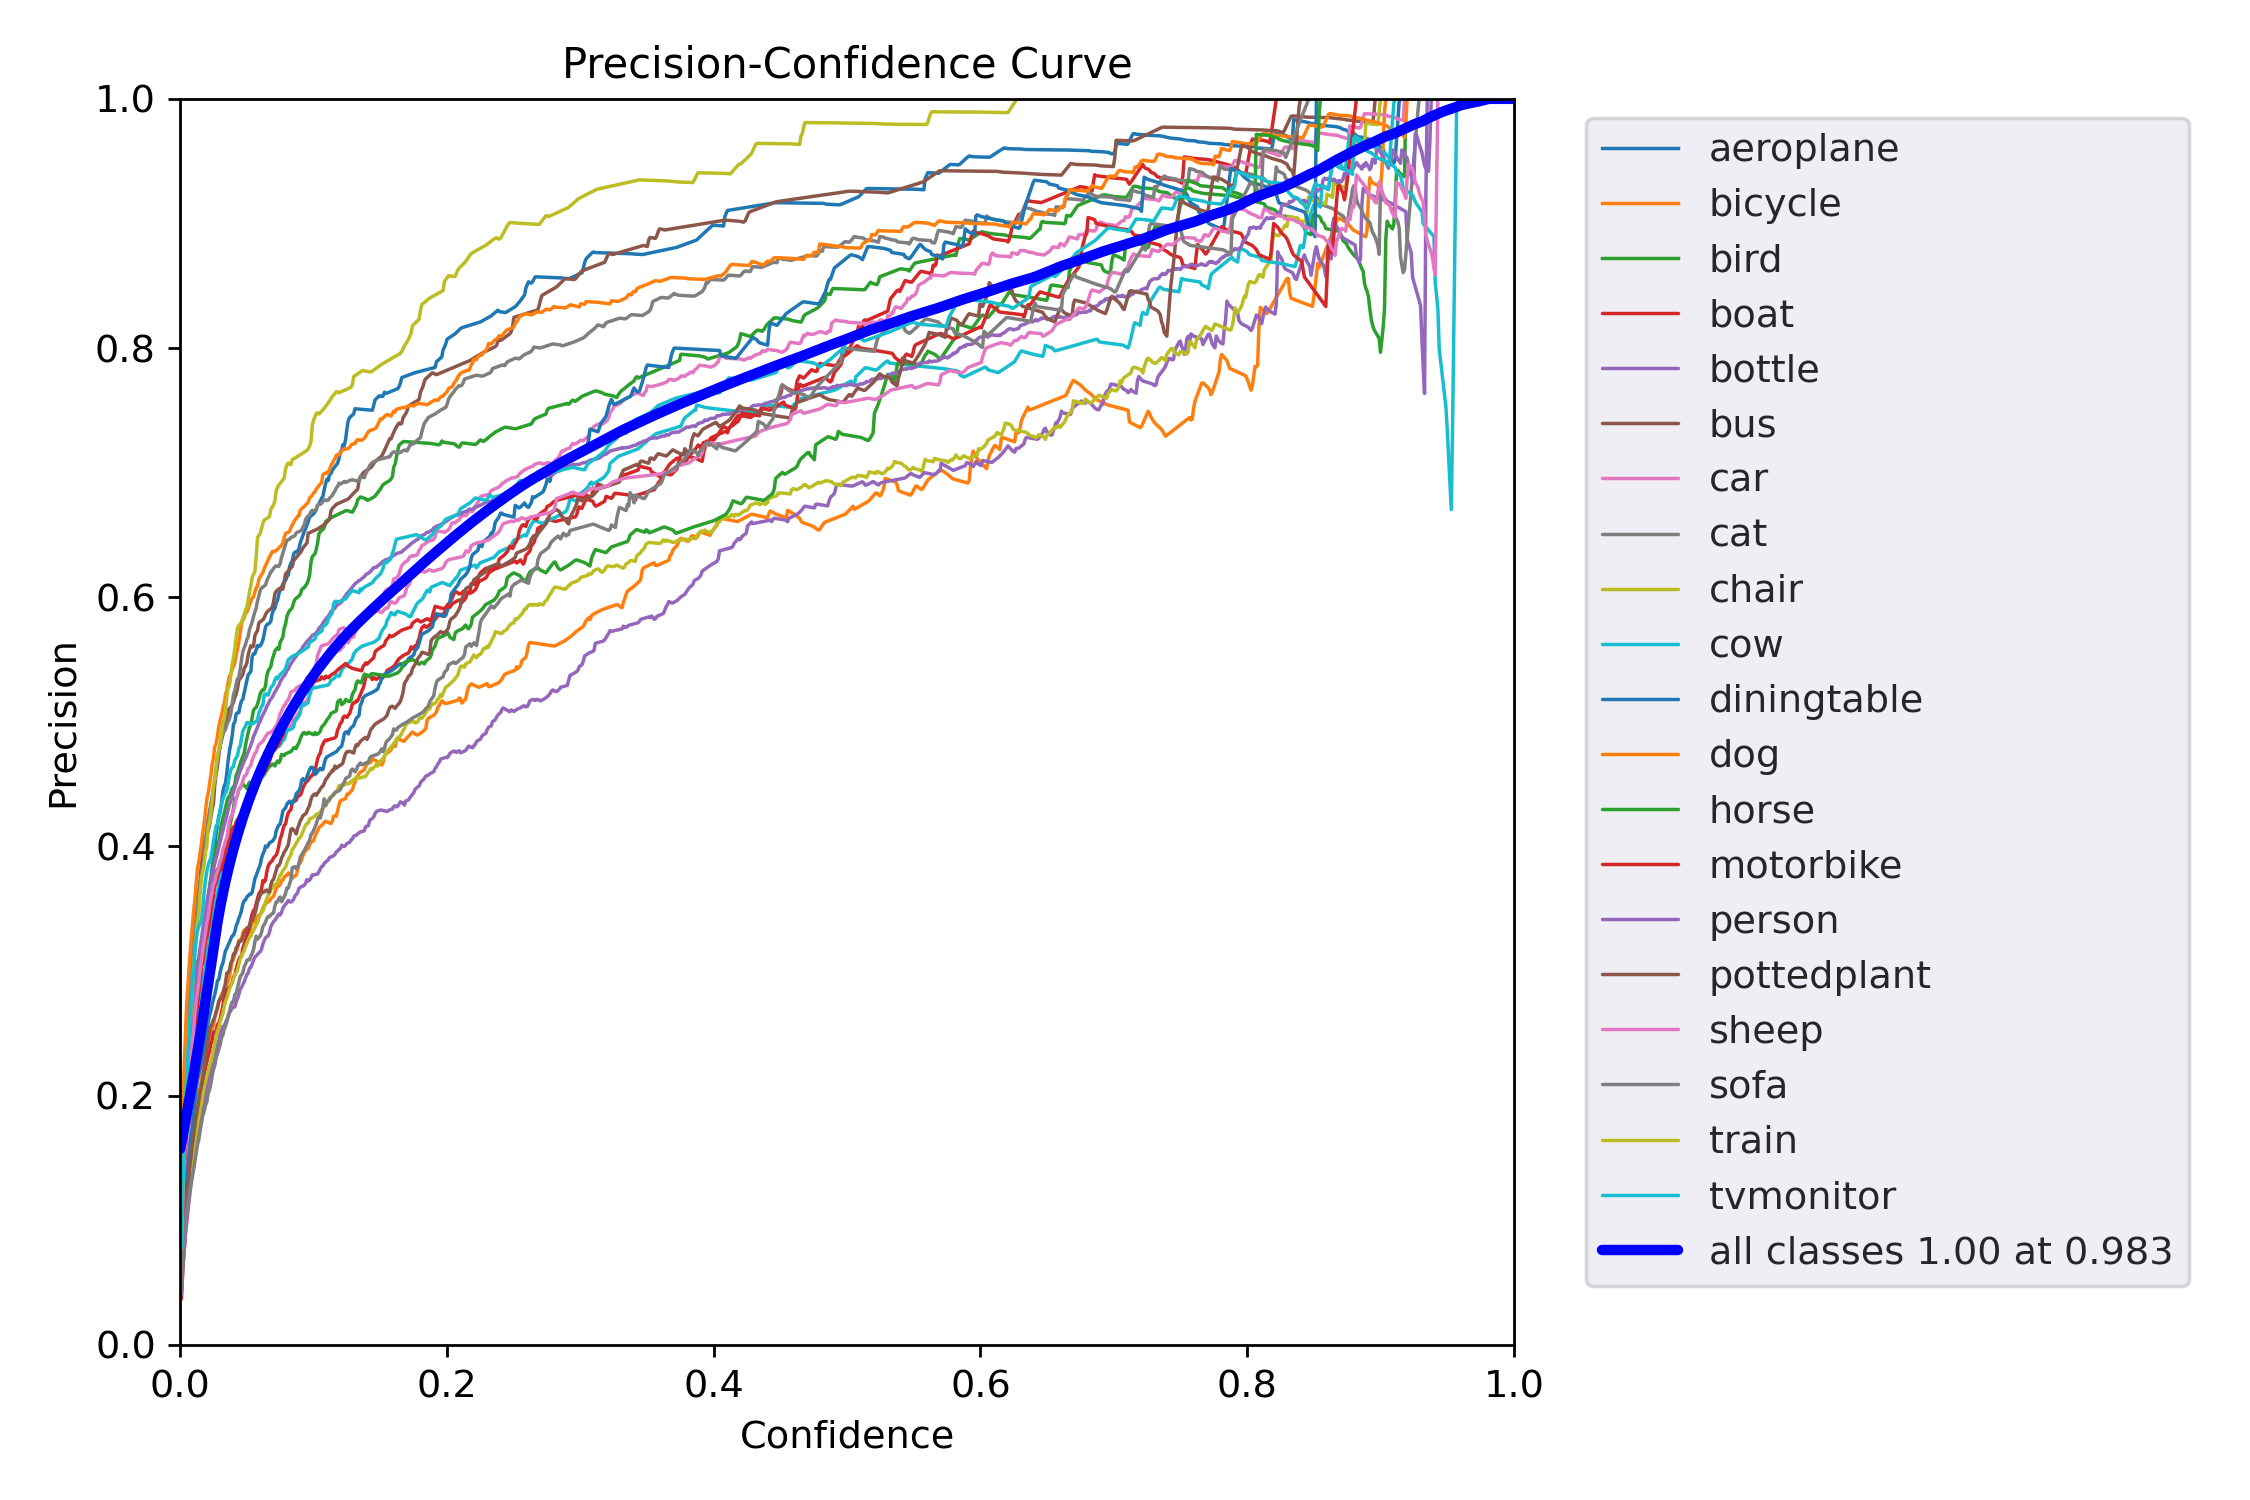 Precision-Confidence Curve
1.0
0.8
0.6
0.4
0.2
0.0
Precision
0.0 0.2 0.4 0.6 0.8 1.0
Confidence
aeroplane
bicycle
bird
boat
bottle
bus
car
cat
chair
cow
diningtable
dog
horse
motorbike
person
pottedplant
sheep
sofa
train
tvmonitor
all classes 1.00 at 0.983